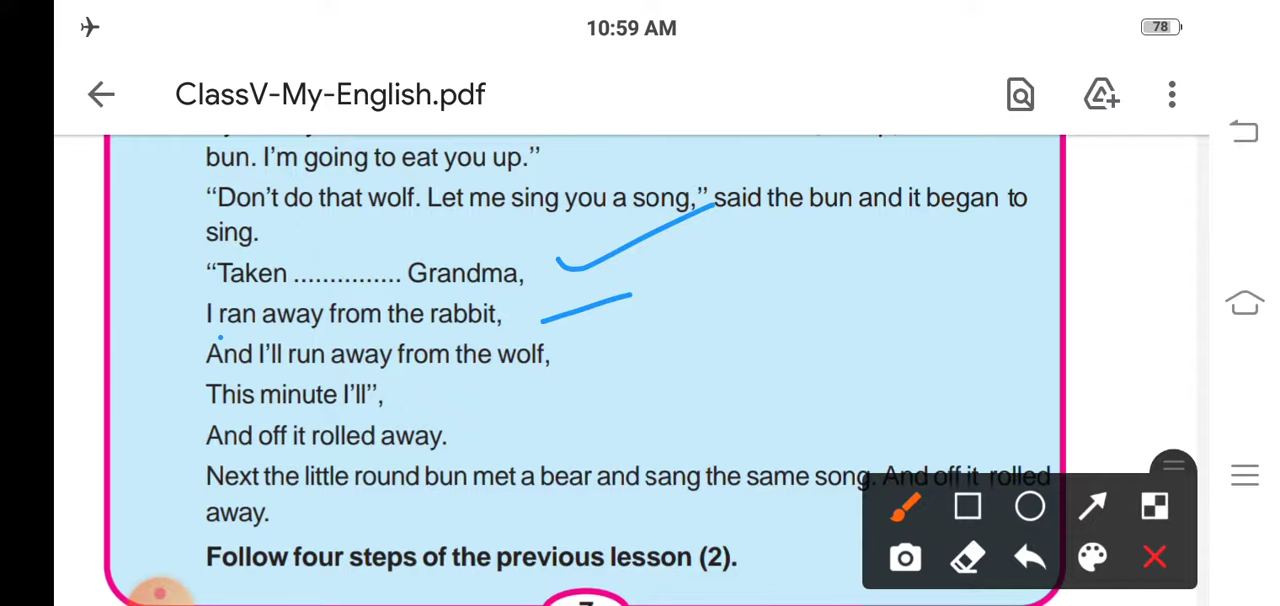 10:59 AM
78
ClassV-My-English.pdf
bun. I'm going to eat you up.”
“Don't do that wolf. Let me sing you a song,” said the bun and it began to
sing.
“Taken ............... Grandma,
I ran away from the rabbit,
And I'll run away from the wolf,
This minute I'll”,
And off it rolled away.
Next the little round bun met a bear and sang the same song. And off it rolled
away.
Follow four steps of the previous lesson (2).